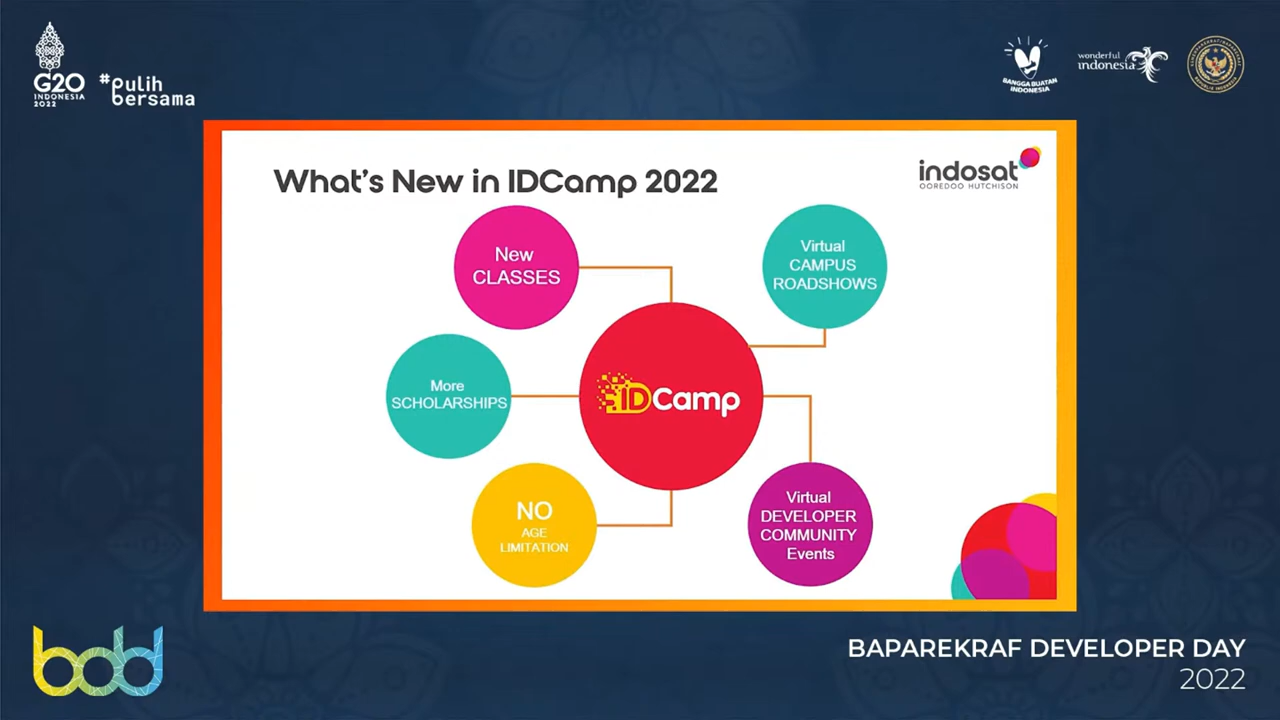 G20
INDONESIA
2022
#pulih
bersama
BANGGA BUATAN
INDONESIA
wonderful
indonesia
What's New in IDCamp 2022
indosat
OOREDOO HUTCHISON
New
CLASSES
Virtual
CAMPUS
ROADSHOWS
More
SCHOLARSHIPS
IDCamp
NO
AGE
LIMITATION
Virtual
DEVELOPER
COMMUNITY
Events
bdd
BAPAREKRAF DEVELOPER DAY
2022